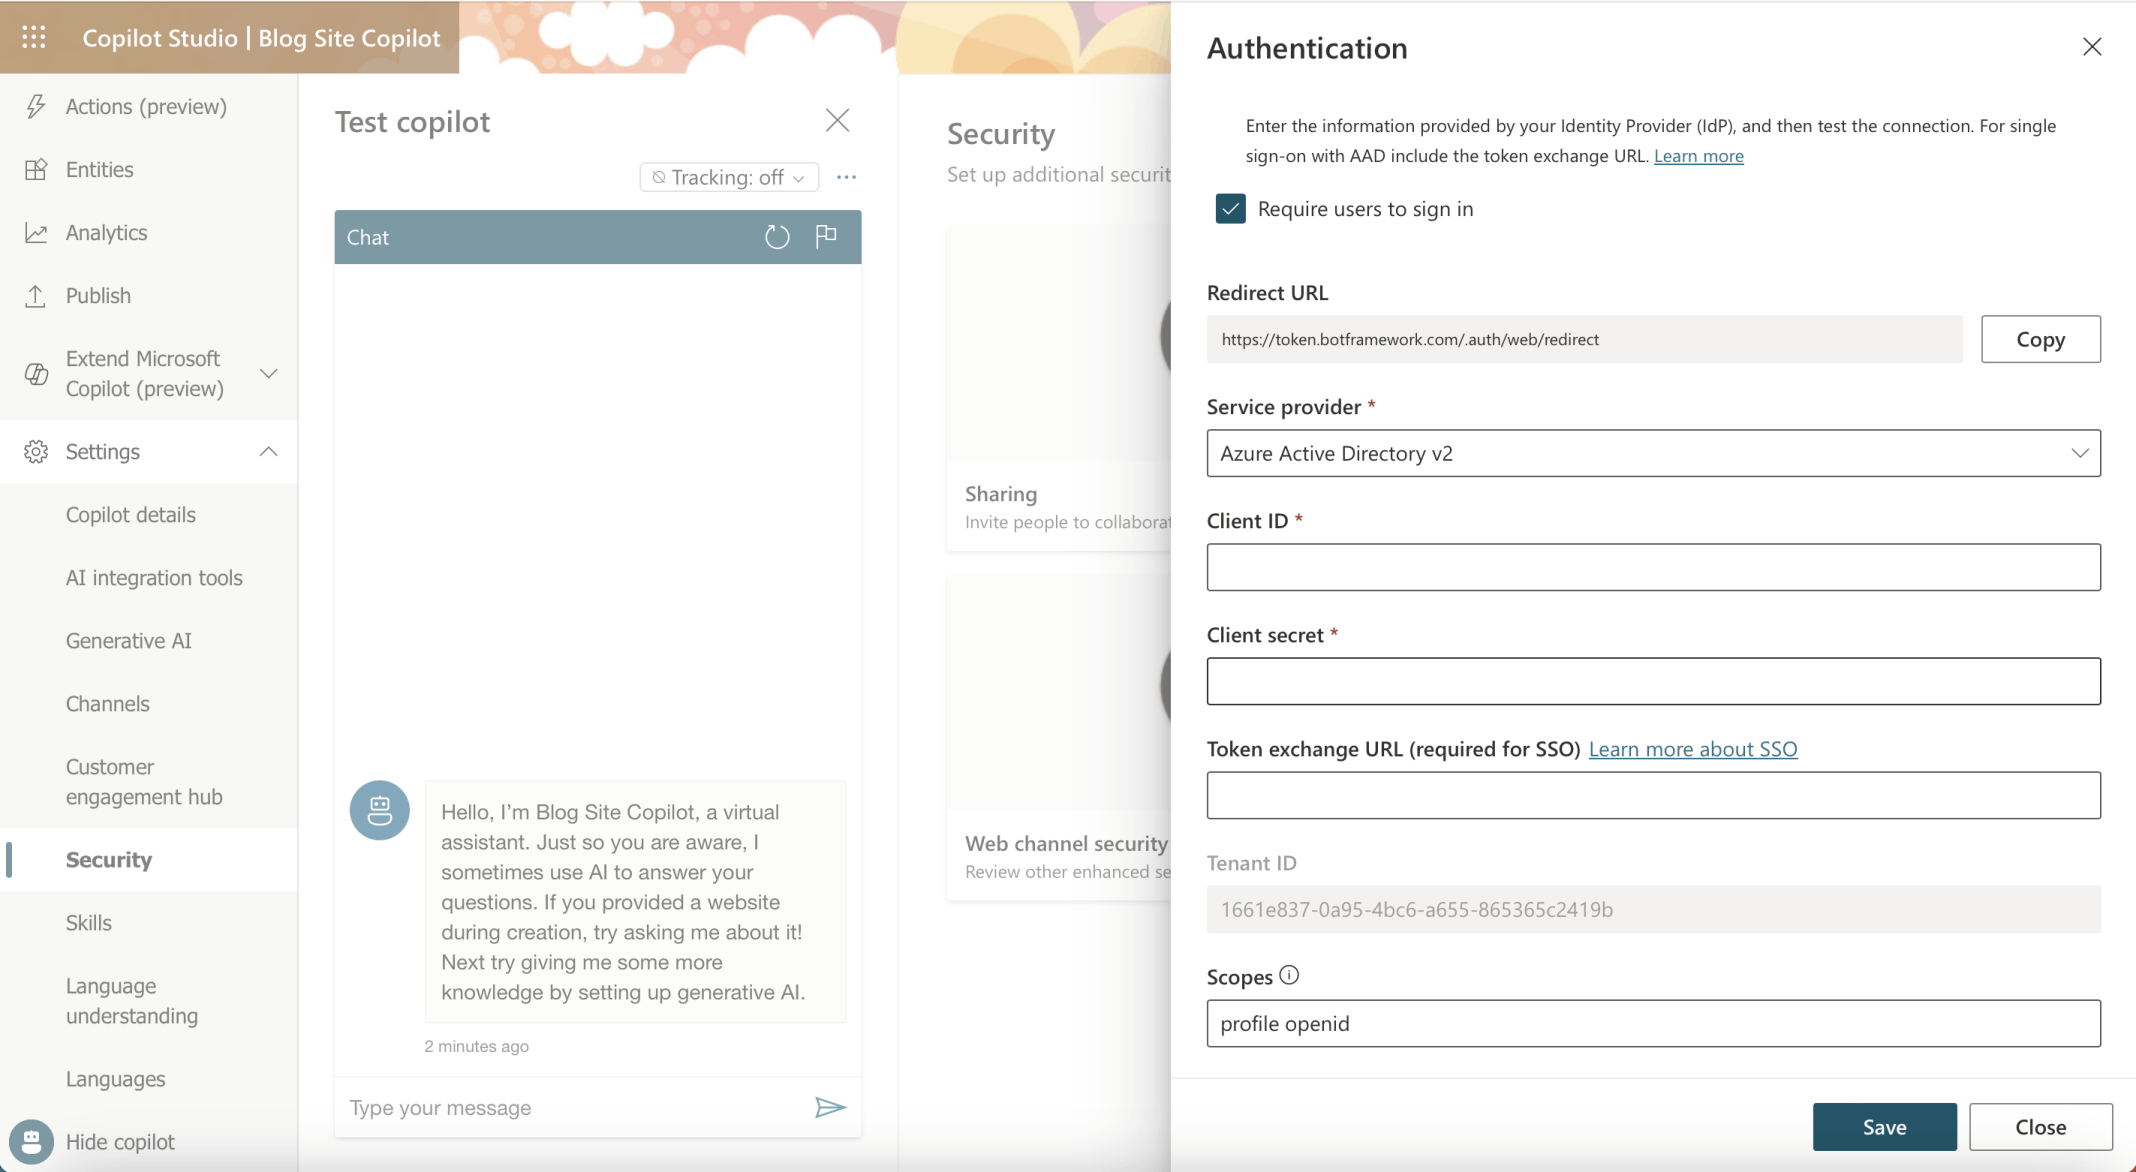 Copilot Studio | Blog Site Copilot
Actions (preview)
Entities
Analytics
Publish
Extend Microsoft
Copilot (preview)
Settings
Copilot details
AI integration tools
Generative AI
Channels
Customer
engagement hub
Security
Skills
Language
understanding
Languages
Hide copilot
Test copilot
Tracking: off
Chat
Hello, I’m Blog Site Copilot, a virtual
assistant. Just so you are aware, I
sometimes use AI to answer your
questions. If you provided a website
during creation, try asking me about it!
Next try giving me some more
knowledge by setting up generative AI.
2 minutes ago
Type your message
Security
Set up additional securit
Sharing
Invite people to collaborat
Web channel security
Review other enhanced se
Authentication
Enter the information provided by your Identity Provider (IdP), and then test the connection. For single
sign-on with AAD include the token exchange URL. Learn more
Require users to sign in
Redirect URL
https://token.botframework.com/.auth/web/redirect
Copy
Service provider *
Azure Active Directory v2
Client ID *
Client secret *
Token exchange URL (required for SSO) Learn more about SSO
Tenant ID
1661e837-0a95-4bc6-a655-865365c2419b
Scopes
profile openid
Save
Close